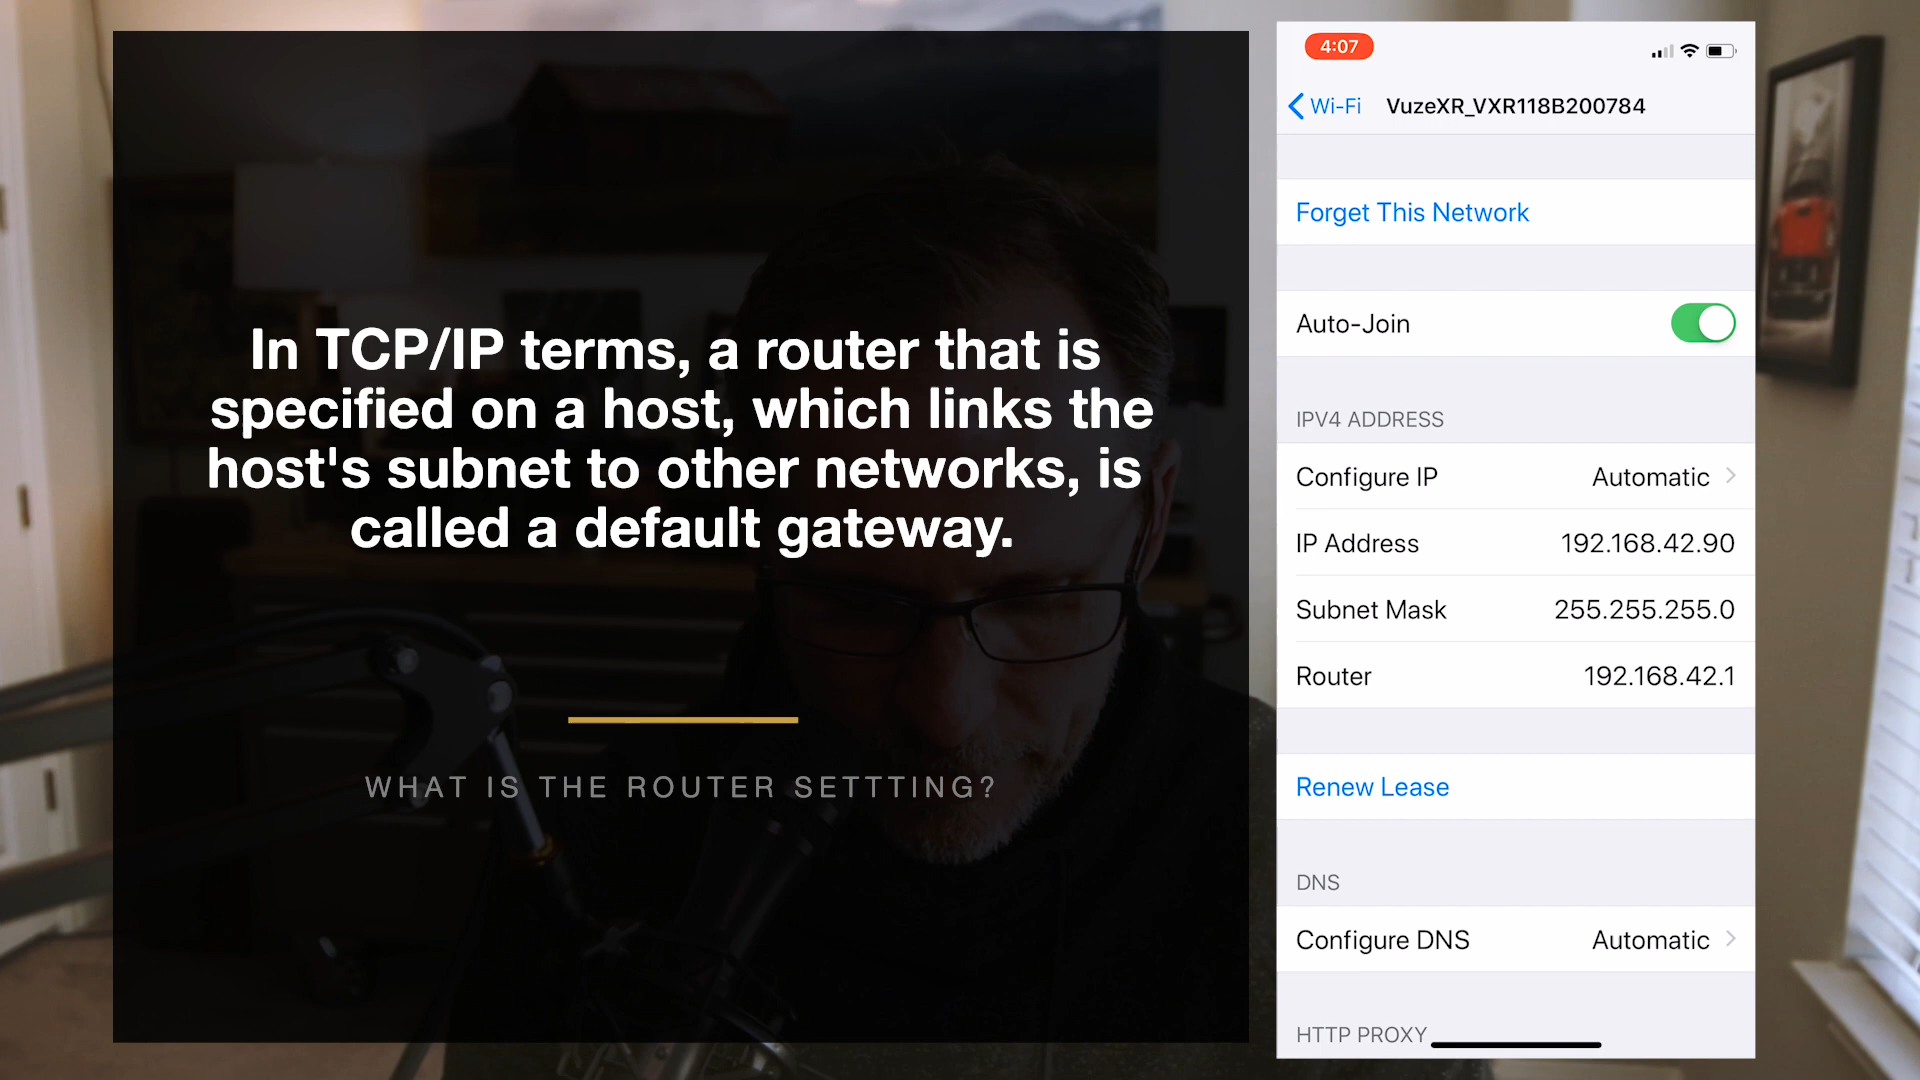 In TCP/IP terms, a router that is
specified on a host, which links the
host's subnet to other networks, is
called a default gateway.
WHAT IS THE ROUTER SETTTING?
4:07
Wi-Fi VuzeXR_VXR118B200784
Forget This Network
Auto-Join
IPV4 ADDRESS
Configure IP Automatic
IP Address 192.168.42.90
Subnet Mask 255.255.255.0
Router 192.168.42.1
Renew Lease
DNS
Configure DNS Automatic
HTTP PROXY